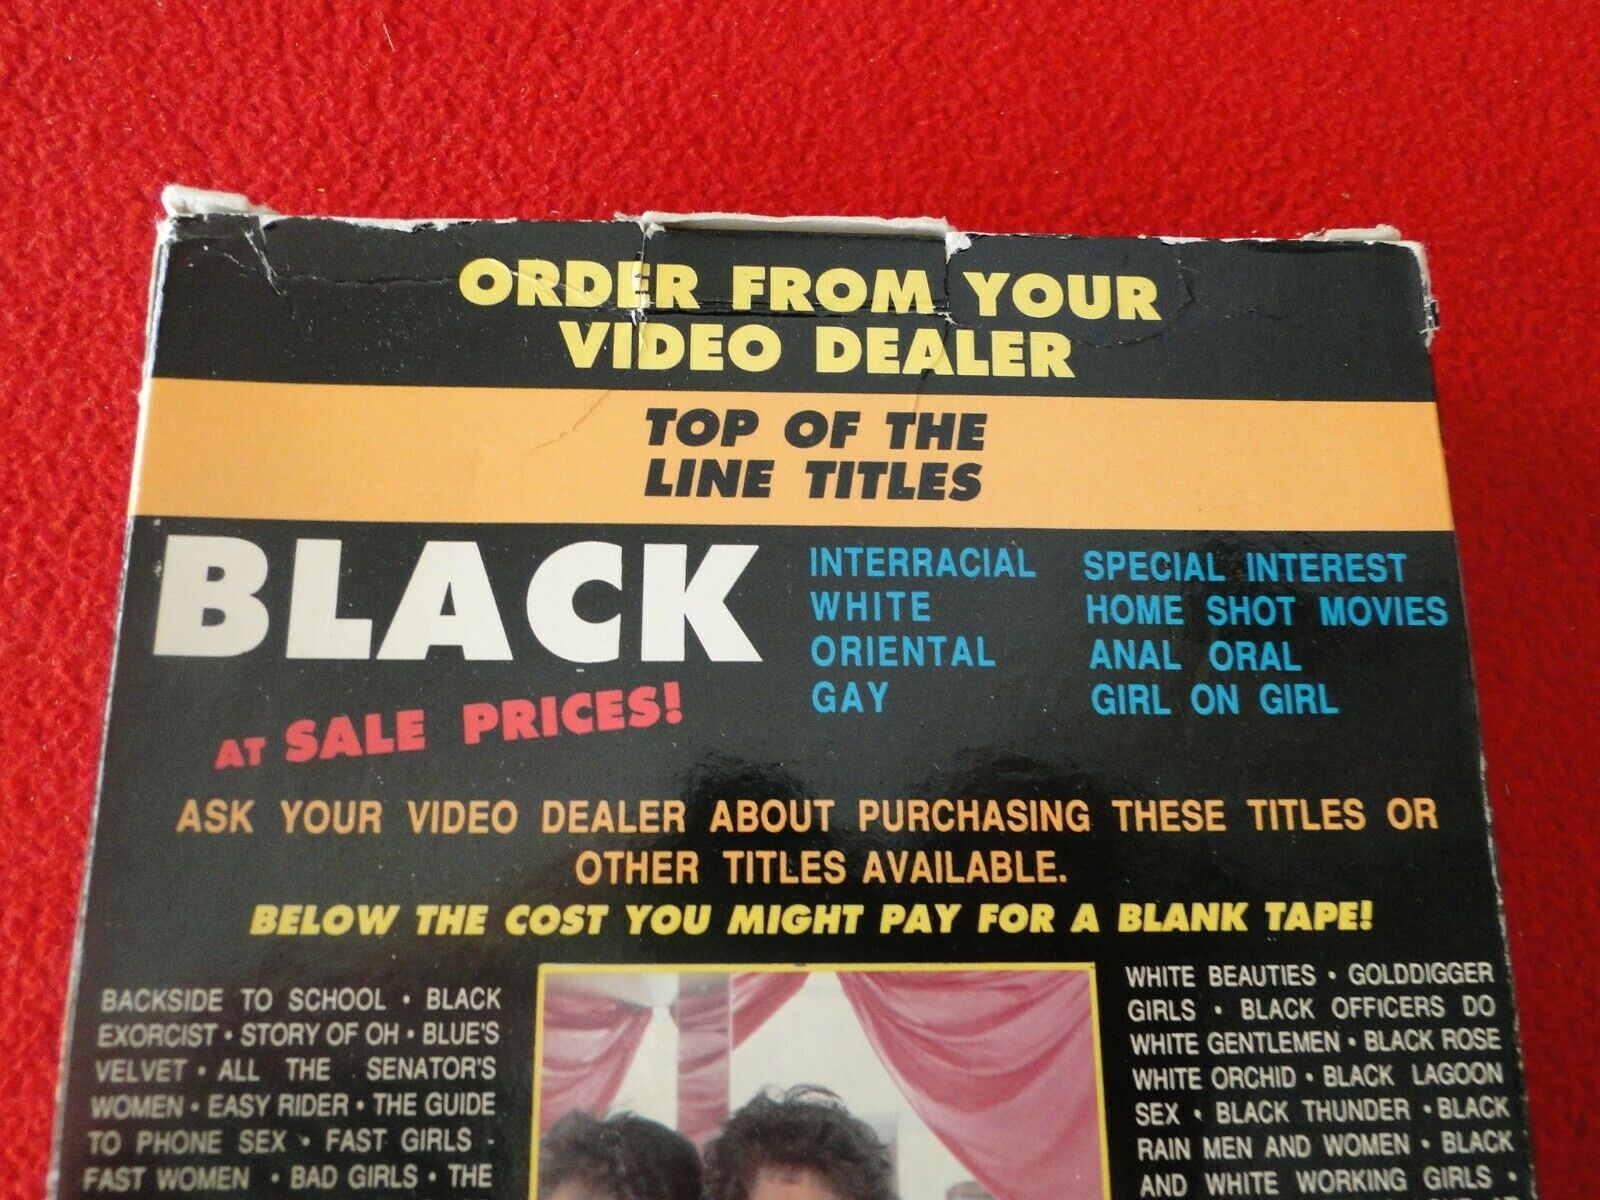 ORDER FROM YOUR
VIDEO DEALER
TOP OF THE
LINE TITLES
BLACK
AT SALE PRICES!
INTERRACIAL
WHITE
ORIENTAL
GAY
SPECIAL INTEREST
HOME SHOT MOVIES
ANAL ORAL
GIRL ON GIRL
ASK YOUR VIDEO DEALER ABOUT PURCHASING THESE TITLES OR
OTHER TITLES AVAILABLE.
BELOW THE COST YOU MIGHT PAY FOR A BLANK TAPE!
BACKSIDE TO SCHOOL • BLACK
EXORCIST • STORY OF OH • BLUE'S
VELVET • ALL THE SENATOR'S
WOMEN • EASY RIDER • THE GUIDE
TO PHONE SEX • FAST GIRLS -
FAST WOMEN • BAD GIRLS • THE
WHITE BEAUTIES • GOLDDIGGER
GIRLS • BLACK OFFICERS DO
WHITE GENTLEMEN • BLACK ROSE
WHITE ORCHID • BLACK LAGOON
SEX • BLACK THUNDER • BLACK
RAIN MEN AND WOMEN • BLACK
AND WHITE WORKING GIRLS •